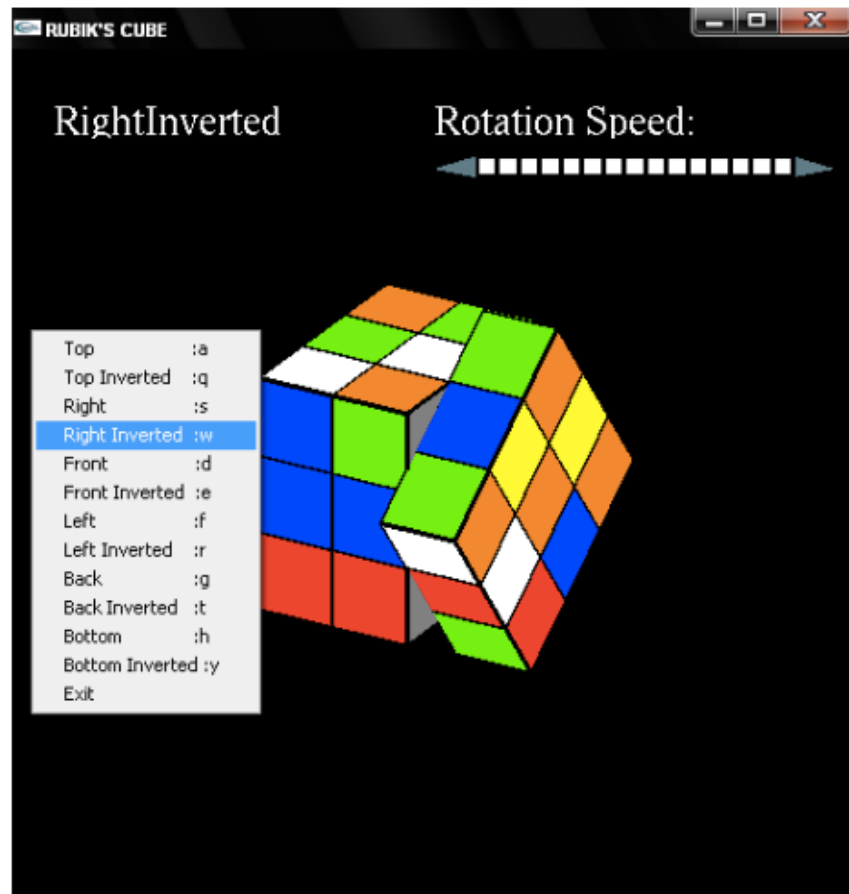 RUBIK'S CUBE
RightInverted
Rotation Speed:
Top :a
Top Inverted :q
Right :s
Right Inverted :w
Front :d
Front Inverted :e
Left :f
Left Inverted :r
Back :g
Back Inverted :t
Bottom :h
Bottom Inverted :y
Exit